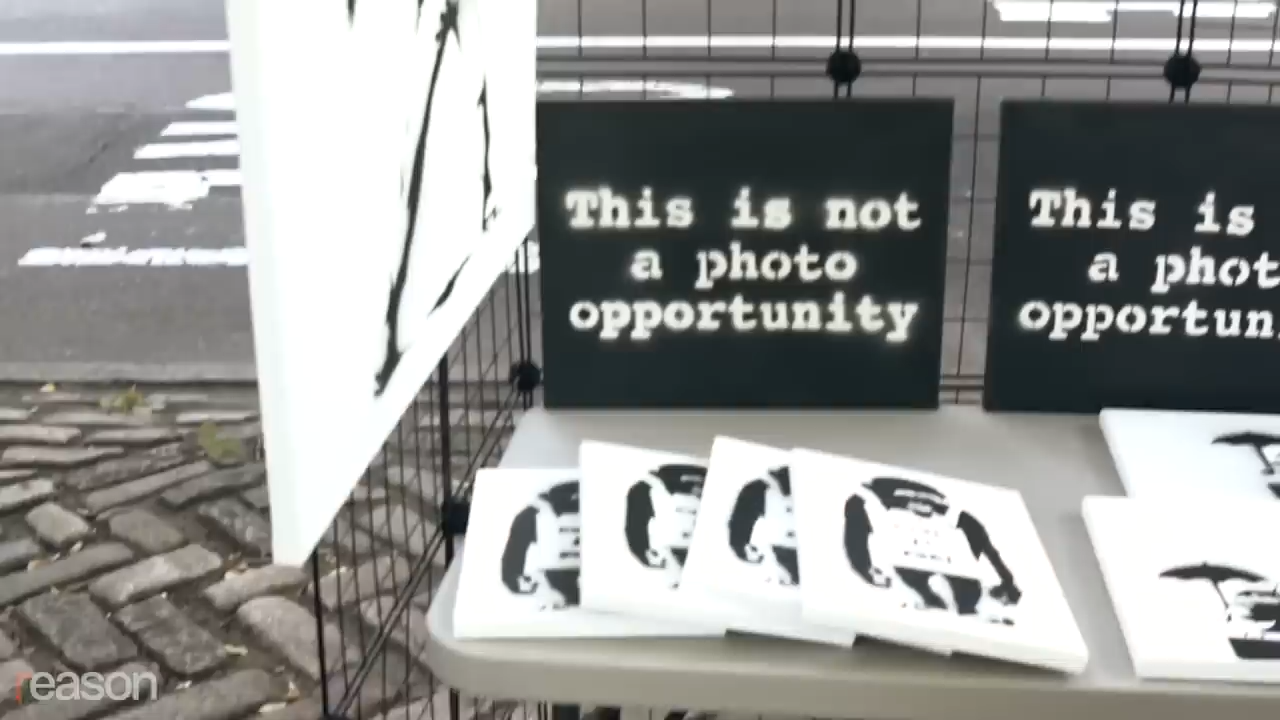 This is not
a photo
opportunity
This is
a phot
opportun
reason